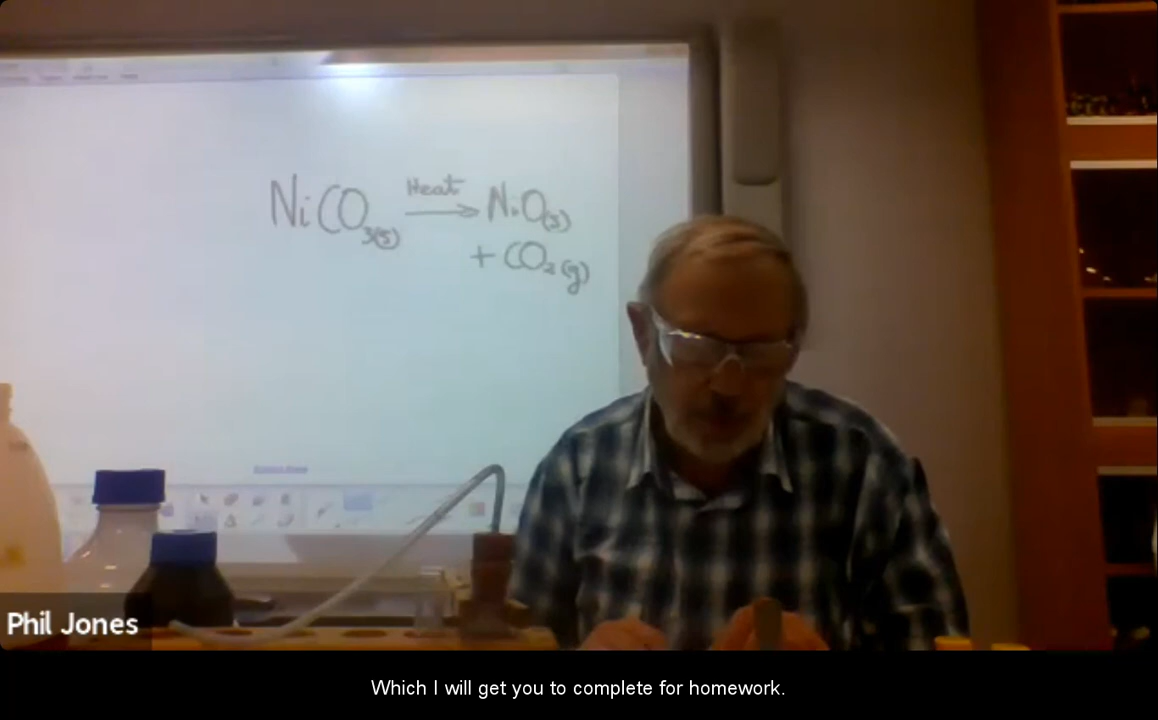 Heat
NiCO3(s) → NiO(s)
+ CO2(g)
Phil Jones
Which I will get you to complete for homework.